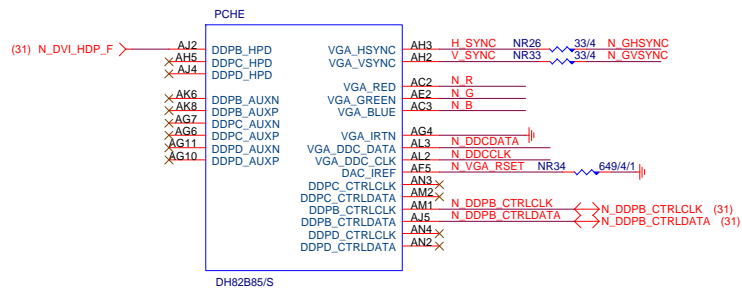 PCHE
(31) N_DVI_HDP_F AJ2 DDPB_HPD VGA_HSYNC AH3 H_SYNC NR26 33/4 N_GHSYNC
AH5 DDPC_HPD VGA_VSYNC AH2 V_SYNC NR33 33/4 N_GVSYNC
AJ4 DDPD_HPD
VGA_RED AC2 N_R
AK6 DDPB_AUXN VGA_GREEN AE2 N_G
AK8 DDPB_AUXP VGA_BLUE AC3 N_B
AG7 DDPC_AUXN
AG6 DDPC_AUXP VGA_IRTN AG4
AG11 DDPD_AUXN VGA_DDC_DATA AL3 N_DDCDATA
AG10 DDPD_AUXP VGA_DDC_CLK AL2 N_DDCCLK
DAC_IREF AF5 N_VGA_RSET NR34 649/4/1
DDPC_CTRLCLK AN3
DDPC_CTRLDATA AM2
DDPB_CTRLCLK AM1 N_DDPB_CTRLCLK N_DDPB_CTRLCLK (31)
DDPB_CTRLDATA AJ5 N_DDPB_CTRLDATA N_DDPB_CTRLDATA (31)
DDPD_CTRLCLK AN4
DDPD_CTRLDATA AN2
DH82B85/S